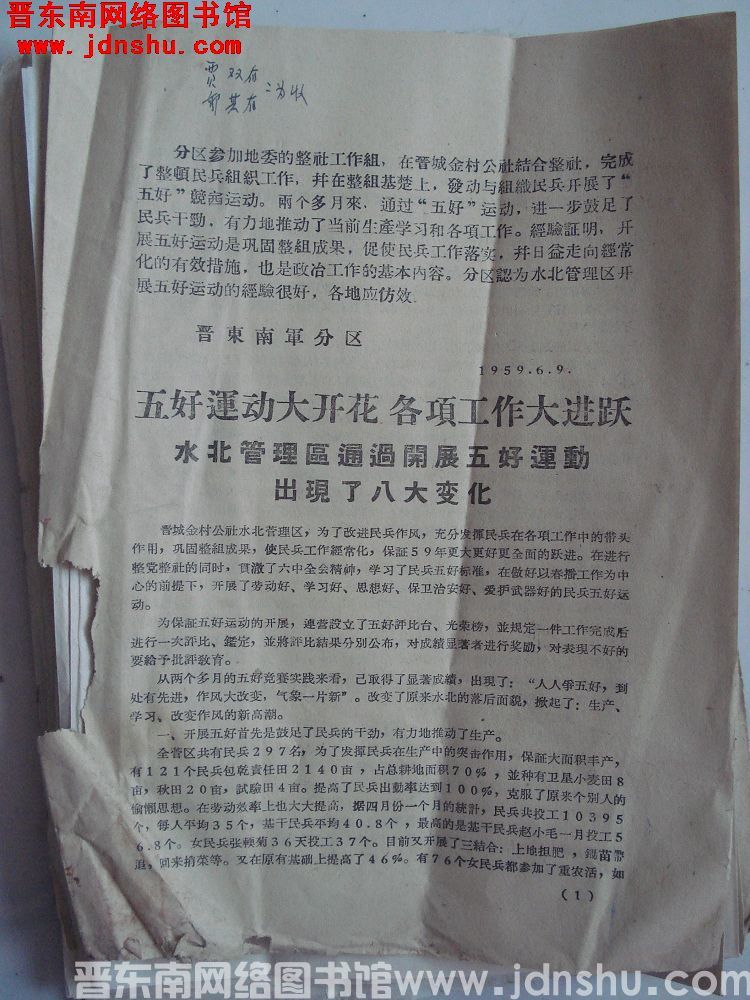 晋东南网络图书馆
www.jdnshu.com
贾双有
二 收
分区参加地委的整社工作組，在晋城金村公社結合整社，完成
了整頓民兵組織工作，幷在整組基楚上，發动与組織民兵开展了“
五好”競赛运动。兩个多月來，通过“五好”运动，进一步鼓足了
民兵干勁，有力地推动了当前生產学习和各項工作。經驗証明，开
展五好运动是巩固整組成果，促使民兵工作落实，幷日益走向經常
化的有效措施，也是政治工作的基本内容。分区認为水北管理区开
展五好运动的經驗很好，各地应仿效
晋東南軍分区
1959.6.9.
五好運动大开花 各項工作大进跃
水北管理區通過開展五好運動
出現了八大变化
晋城金村公社水北管理区，为了改进民兵作风，充分发揮民兵在各項工作中的带头
作用，巩固整組成果，使民兵工作經常化，保証59年更大更好更全面的跃进。在进行
整党整社的同时，貫澈了六中全会精神，学习了民兵五好标准，在做好以春播工作为中
心的前提下，开展了劳动好、学习好、思想好、保卫治安好、爱护武器好的民兵五好运
动。
为保証五好运动的开展，連营設立了五好評比台、光荣榜，並規定一件工作完成后
进行一次評比、鑑定，並將評比結果分別公布，对成績显著者进行奖励，对表現不好的
要給予批評敎育。
从两个多月的五好竞賽实践来看，已取得了显著成績，出現了：“人人爭五好，到
处有先进，作风大改变，气象一片新”。改变了原来水北的落后面貌，掀起了：生产、
学习、改变作风的新高潮。
一、开展五好首先是鼓足了民兵的干劲，有力地推动了生产。
全营区共有民兵297名，为了发揮民兵在生产中的突击作用，保証大面积丰产，
有121个民兵包乾責任田2140亩，占总耕地面积70%，並种有卫星小麦田8
亩，秋田20亩，試驗田4亩。提高了民兵出勤率达到100%，克服了原来个別人的
偷懶思想。在劳动效率上也大大提高，据四月份一个月的統計，民兵共投工10395
个，每人平均35个，基干民兵平均40.8个，最高的是基干民兵赵小毛一月投工5
6.8个。女民兵张 菊36天投工37个。目前又开展了三結合：上地担肥，鋤苗带
追，回来捎菜等。又在原有基础上提高了46%。有76个女民兵都参加了重农活，如
（1）
晋东南网络图书馆www.jdnshu.com